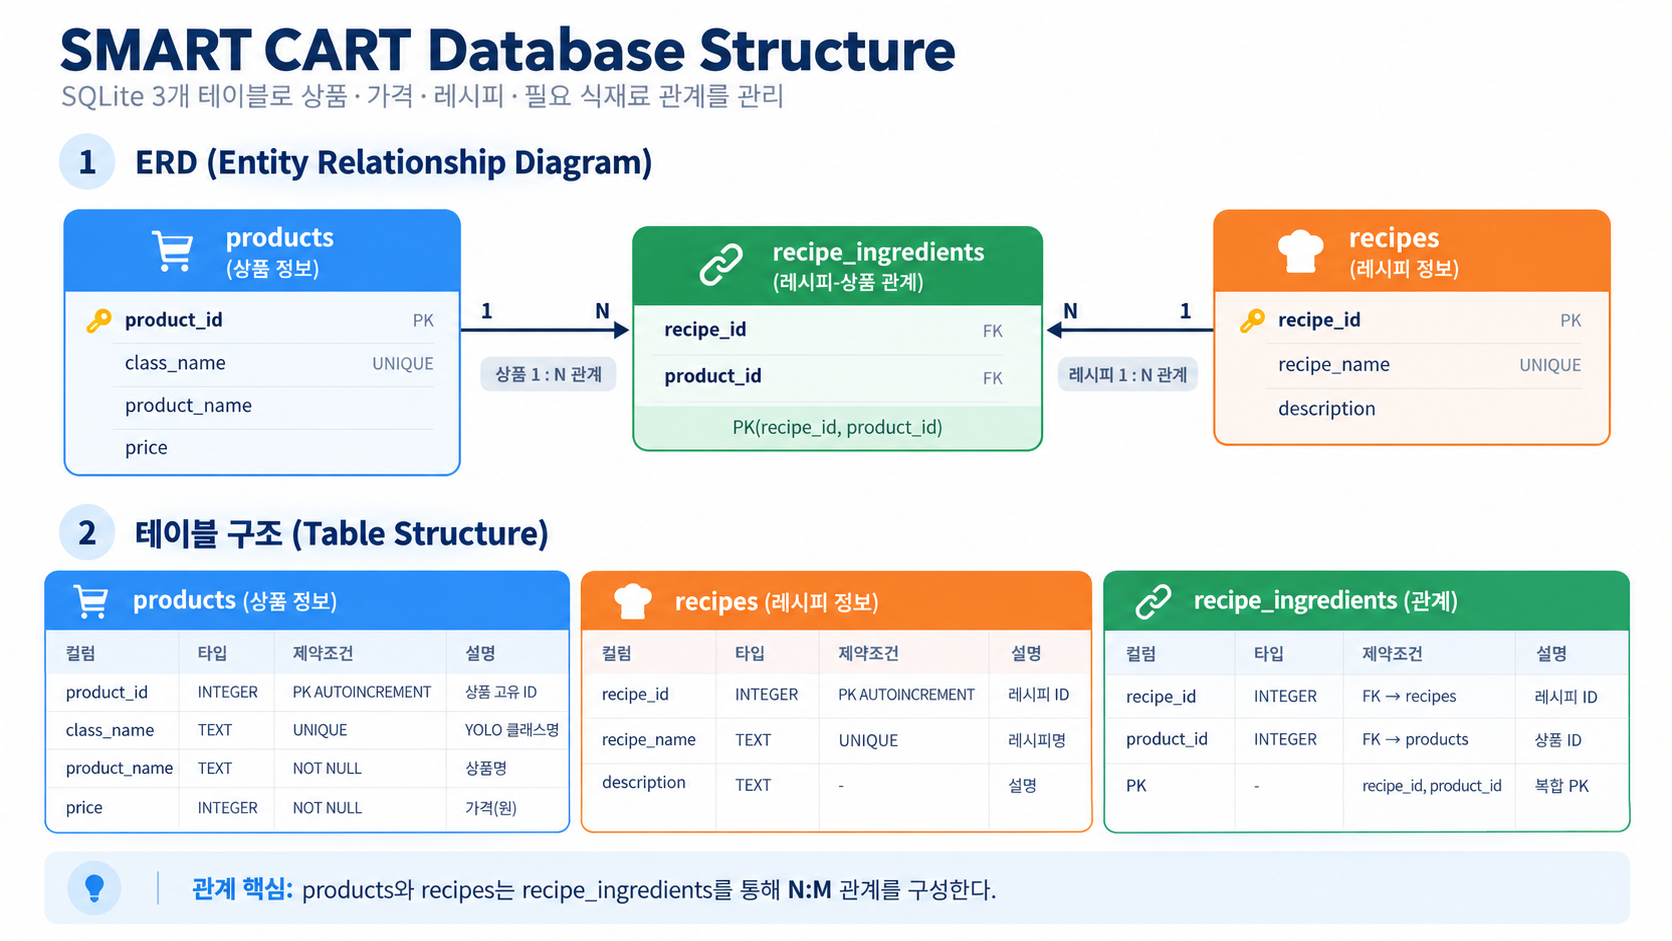 SMART CART Database Structure
SQLite 3개 테이블로 상품 · 가격 · 레시피 · 필요 식재료 관계를 관리
1 ERD (Entity Relationship Diagram)
products
(상품 정보)
product_id PK
class_name UNIQUE
product_name
price
1 N
상품 1 : N 관계
recipe_ingredients
(레시피-상품 관계)
recipe_id FK
product_id FK
PK(recipe_id, product_id)
N 1
레시피 1 : N 관계
recipes
(레시피 정보)
recipe_id PK
recipe_name UNIQUE
description
2 테이블 구조 (Table Structure)
products (상품 정보)
컬럼 타입 제약조건 설명
product_id INTEGER PK AUTOINCREMENT 상품 고유 ID
class_name TEXT UNIQUE YOLO 클래스명
product_name TEXT NOT NULL 상품명
price INTEGER NOT NULL 가격(원)
recipes (레시피 정보)
컬럼 타입 제약조건 설명
recipe_id INTEGER PK AUTOINCREMENT 레시피 ID
recipe_name TEXT UNIQUE 레시피명
description TEXT - 설명
recipe_ingredients (관계)
컬럼 타입 제약조건 설명
recipe_id INTEGER FK → recipes 레시피 ID
product_id INTEGER FK → products 상품 ID
PK - recipe_id, product_id 복합 PK
관계 핵심: products와 recipes는 recipe_ingredients를 통해 N:M 관계를 구성한다.